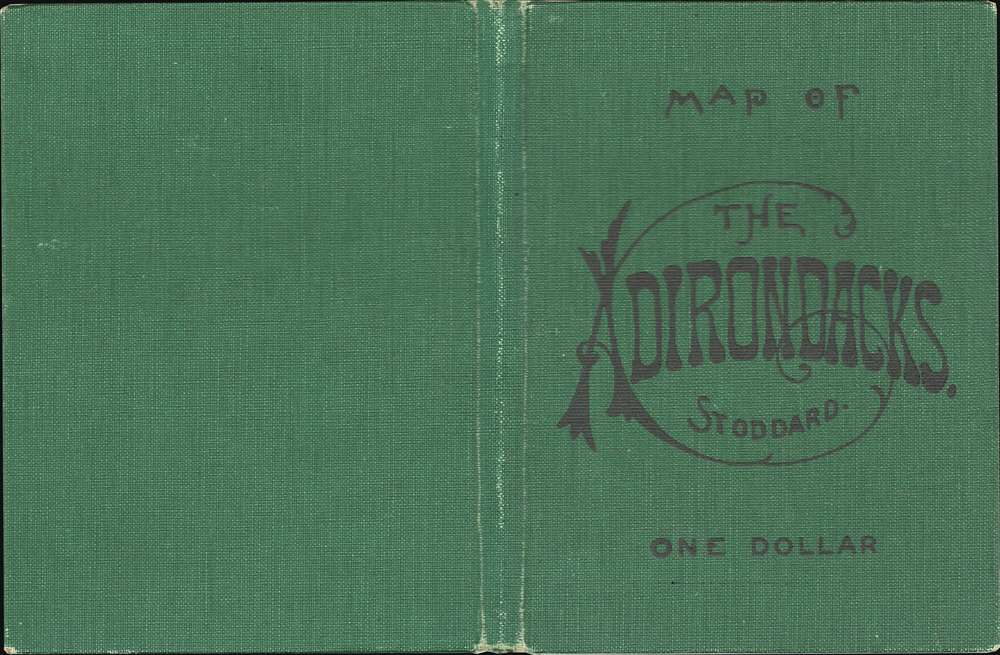 MAP OF
THE
ADIRONDACKS.
STODDARD.
ONE DOLLAR